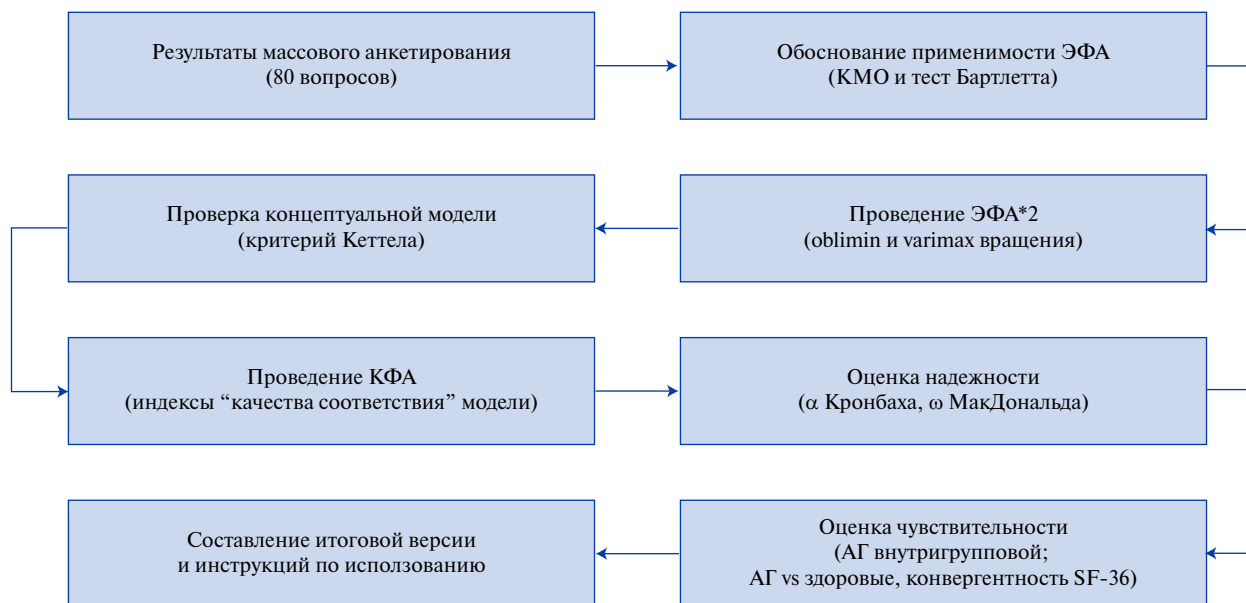 Результаты массового анкетирования
(80 вопросов)
Обоснование применимости ЭФА
(КМО и тест Бартлетта)
Проведение ЭФА*2
(oblimin и varimax вращения)
Проверка концептуальной модели
(критерий Кеттела)
Проведение КФА
(индексы “качества соответствия” модели)
Оценка надежности
(α Кронбаха, ω МакДональда)
Оценка чувствительности
(АГ внутригрупповой;
АГ vs здоровые, конвергентность SF-36)
Составление итоговой версии
и инструкций по исползованию